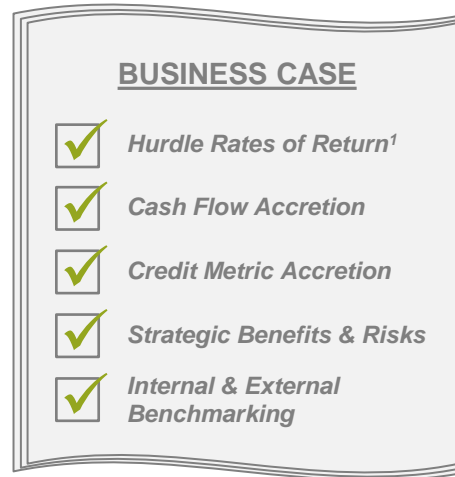 BUSINESS CASE
Hurdle Rates of Return¹
Cash Flow Accretion
Credit Metric Accretion
Strategic Benefits & Risks
Internal & External
Benchmarking